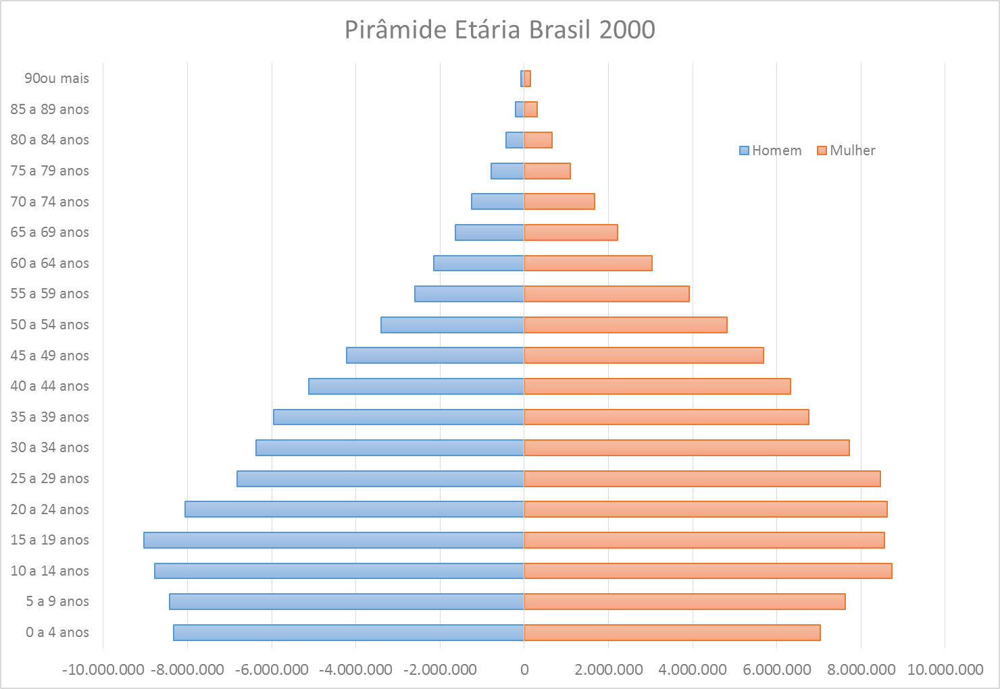 Pirâmide Etária Brasil 2000
90ou mais
85 a 89 anos
80 a 84 anos
Homem Mulher
75 a 79 anos
70 a 74 anos
65 a 69 anos
60 a 64 anos
55 a 59 anos
50 a 54 anos
45 a 49 anos
40 a 44 anos
35 a 39 anos
30 a 34 anos
25 a 29 anos
20 a 24 anos
15 a 19 anos
10 a 14 anos
5 a 9 anos
0 a 4 anos
-10.000.000 -8.000.000 -6.000.000 -4.000.000 -2.000.000 0 2.000.000 4.000.000 6.000.000 8.000.000 10.000.000